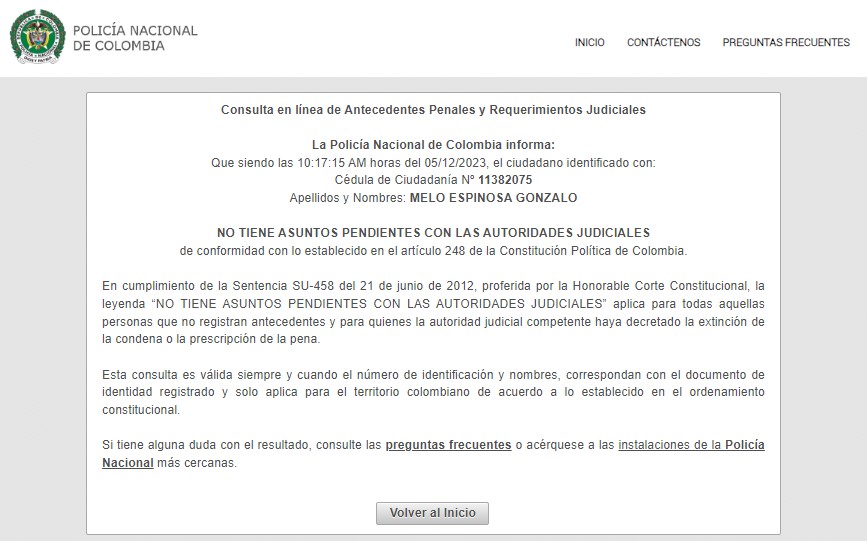 POLICÍA NACIONAL
DE COLOMBIA
INICIO CONTÁCTENOS PREGUNTAS FRECUENTES
Consulta en línea de Antecedentes Penales y Requerimientos Judiciales
La Policía Nacional de Colombia informa:
Que siendo las 10:17:15 AM horas del 05/12/2023, el ciudadano identificado con:
Cédula de Ciudadanía Nº 11382075
Apellidos y Nombres: MELO ESPINOSA GONZALO
NO TIENE ASUNTOS PENDIENTES CON LAS AUTORIDADES JUDICIALES
de conformidad con lo establecido en el artículo 248 de la Constitución Política de Colombia.
En cumplimiento de la Sentencia SU-458 del 21 de junio de 2012, proferida por la Honorable Corte Constitucional, la
leyenda “NO TIENE ASUNTOS PENDIENTES CON LAS AUTORIDADES JUDICIALES” aplica para todas aquellas
personas que no registran antecedentes y para quienes la autoridad judicial competente haya decretado la extinción de
la condena o la prescripción de la pena.
Esta consulta es válida siempre y cuando el número de identificación y nombres, correspondan con el documento de
identidad registrado y solo aplica para el territorio colombiano de acuerdo a lo establecido en el ordenamiento
constitucional.
Si tiene alguna duda con el resultado, consulte las preguntas frecuentes o acérquese a las instalaciones de la Policía
Nacional más cercanas.
Volver al Inicio